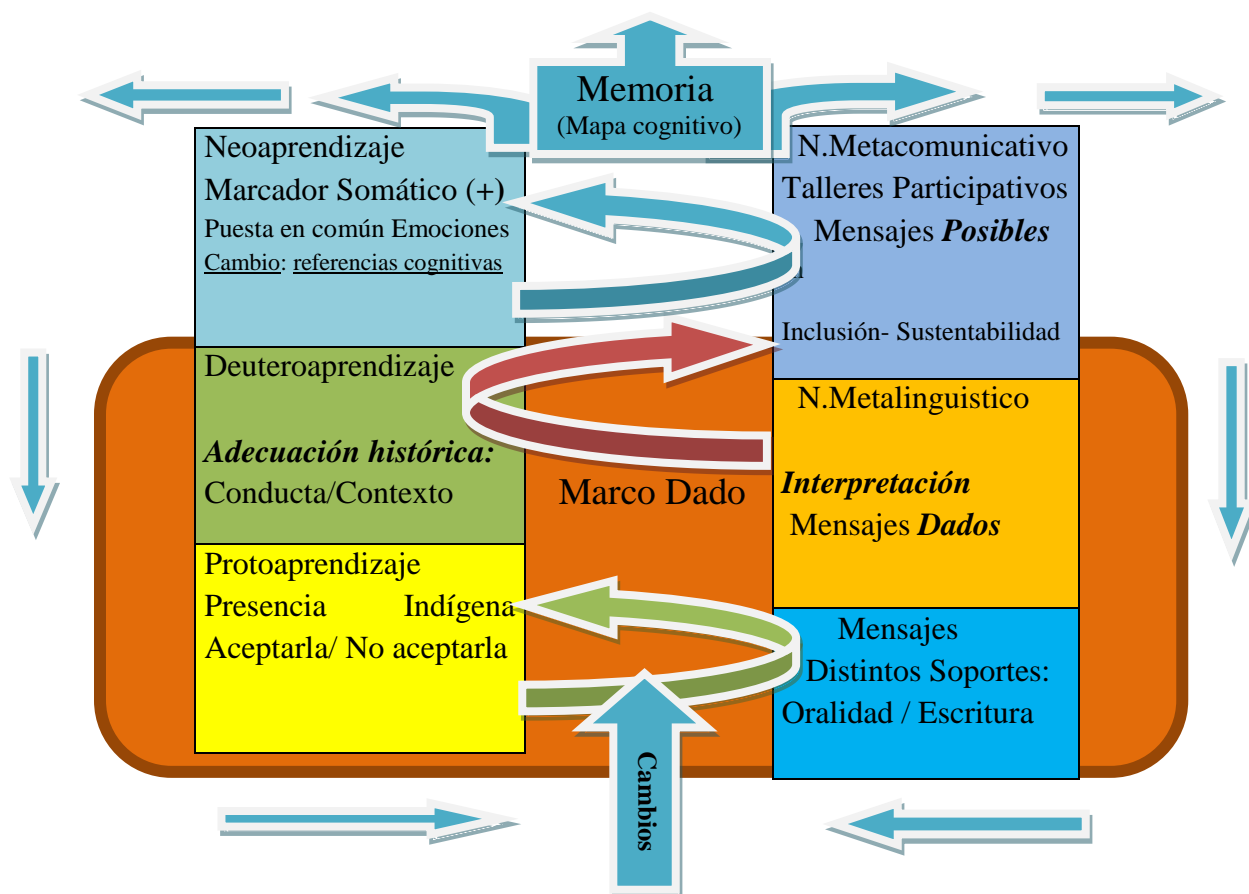 Memoria
(Mapa cognitivo)
Neoaprendizaje
Marcador Somático (+)
Puesta en común Emociones
Cambio: referencias cognitivas
N.Metacomunicativo
Talleres Participativos
Mensajes Posibles
Inclusión- Sustentabilidad
Deuteroaprendizaje
Adecuación histórica:
Conducta/Contexto
Marco Dado
N.Metalinguistico
Interpretación
Mensajes Dados
Protoaprendizaje
Presencia Indígena
Aceptarla/ No aceptarla
Mensajes
Distintos Soportes:
Oralidad / Escritura
Cambios